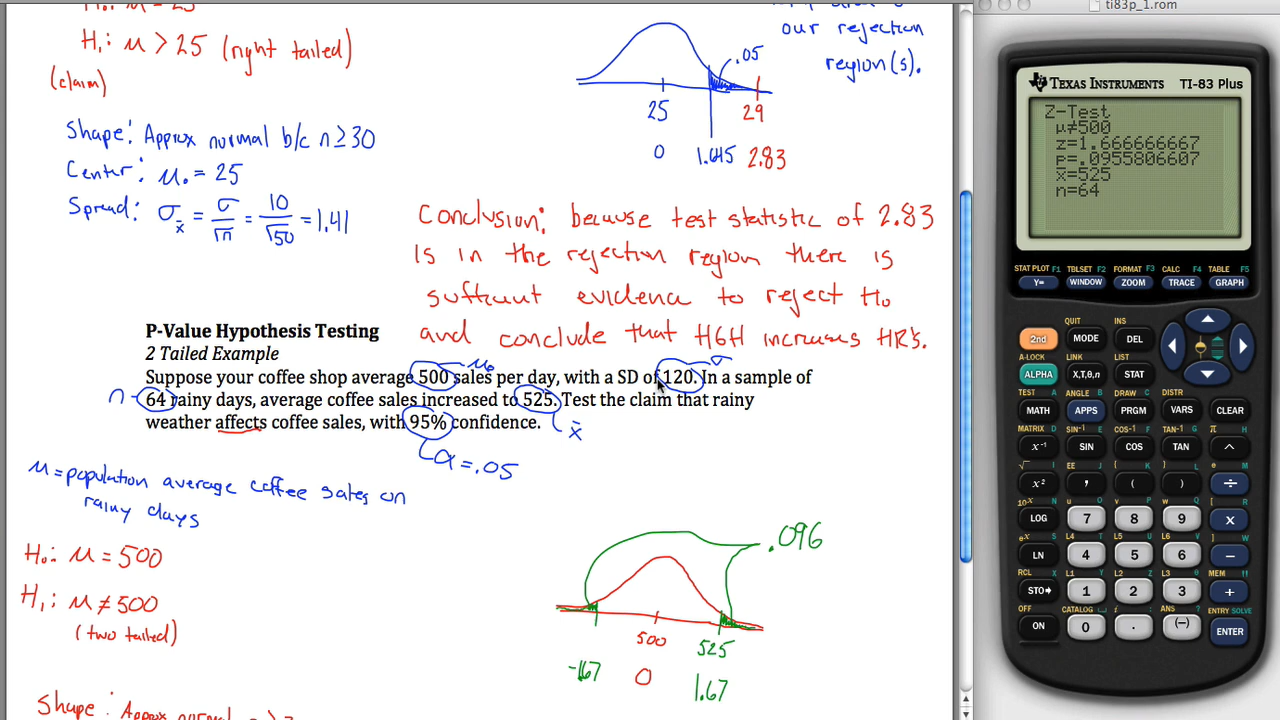 ti83p_1.rom
H₁: μ > 25 (right tailed)
(claim)
our rejection
region(s).
.05
25
29
0
1.645
2.83
Shape: Approx normal b/c n ≥ 30
Center: μ₀ = 25
Spread: σx̄ = σ/√n = 10/√50 = 1.41
Conclusion: because test statistic of 2.83
is in the rejection region there is
sufficient evidence to reject H₀
and conclude that HGH increases HR's.
P-Value Hypothesis Testing
2 Tailed Example
μ₀
σ
Suppose your coffee shop average 500 sales per day, with a SD of 120. In a sample of
n
64 rainy days, average coffee sales increased to 525. Test the claim that rainy
weather affects coffee sales, with 95% confidence.
x̄
α = .05
μ = population average coffee sales on
rainy days
H₀: μ = 500
H₁: μ ≠ 500
(two tailed)
.096
500
525
-1.67
0
1.67
Shape:
TEXAS INSTRUMENTS TI-83 Plus
Z-Test
μ≠500
z=1.666666667
p=.0955806607
x̄=525
n=64
STAT PLOT F1 TBLSET F2 FORMAT F3 CALC F4 TABLE F5
Y= WINDOW ZOOM TRACE GRAPH
QUIT INS
2nd MODE DEL
A-LOCK LINK LIST
ALPHA X,T,θ,n STAT
TEST A ANGLE B DRAW C DISTR
MATH APPS PRGM VARS CLEAR
MATRIX D SIN⁻¹ E COS⁻¹ F TAN⁻¹ G π H
x⁻¹ SIN COS TAN ^
√ I EE J { K } L e M
x² , ( ) ÷
10ˣ N u O v P w Q [ R
LOG 7 8 9 x
eˣ S L4 T L5 U L6 V ] W
LN 4 5 6 −
RCL X L1 Y L2 Z L3 θ MEM "
STO▸ 1 2 3 +
OFF CATALOG i ANS ? ENTRY SOLVE
ON 0 . (−) ENTER